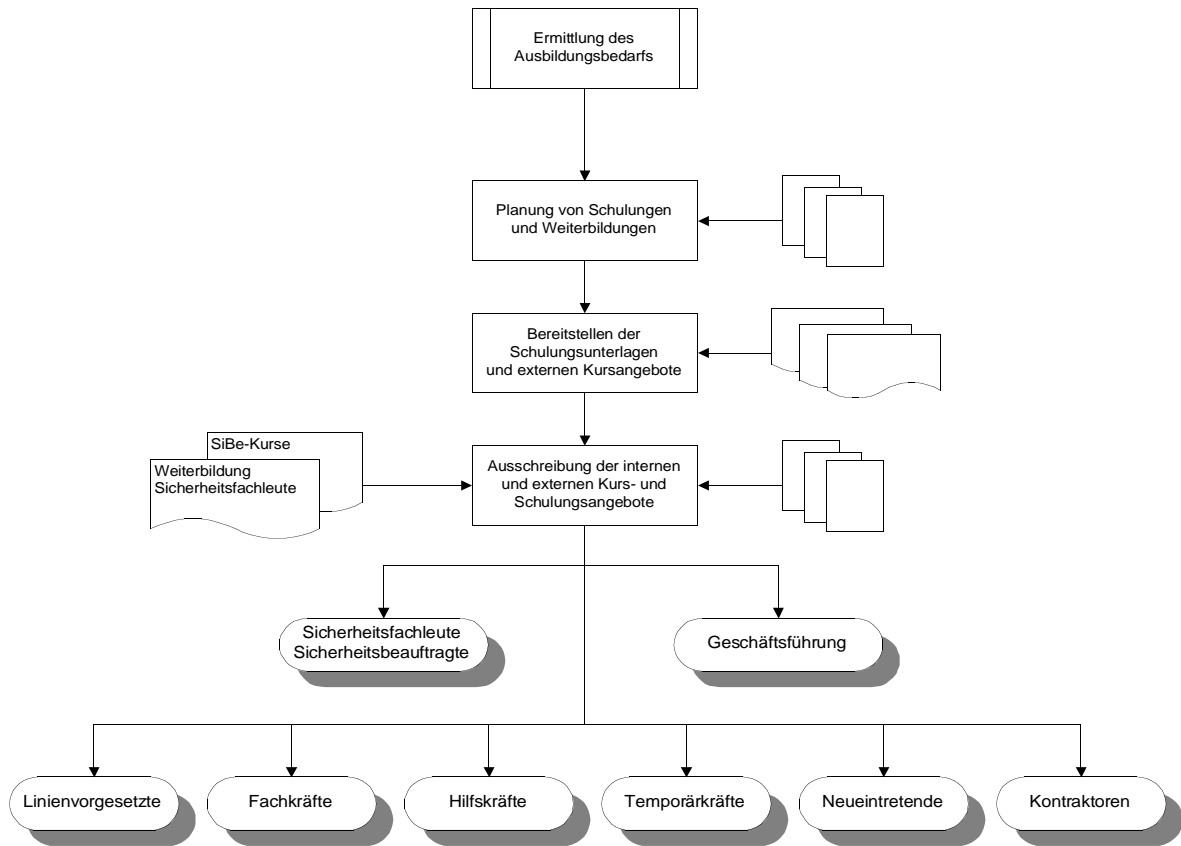 Ermittlung des
Ausbildungsbedarfs
Planung von Schulungen
und Weiterbildungen
Bereitstellen der
Schulungsunterlagen
und externen Kursangebote
SiBe-Kurse
Weiterbildung
Sicherheitsfachleute
Ausschreibung der internen
und externen Kurs- und
Schulungsangebote
Sicherheitsfachleute
Sicherheitsbeauftragte
Geschäftsführung
Linienvorgesetzte
Fachkräfte
Hilfskräfte
Temporärkräfte
Neueintretende
Kontraktoren